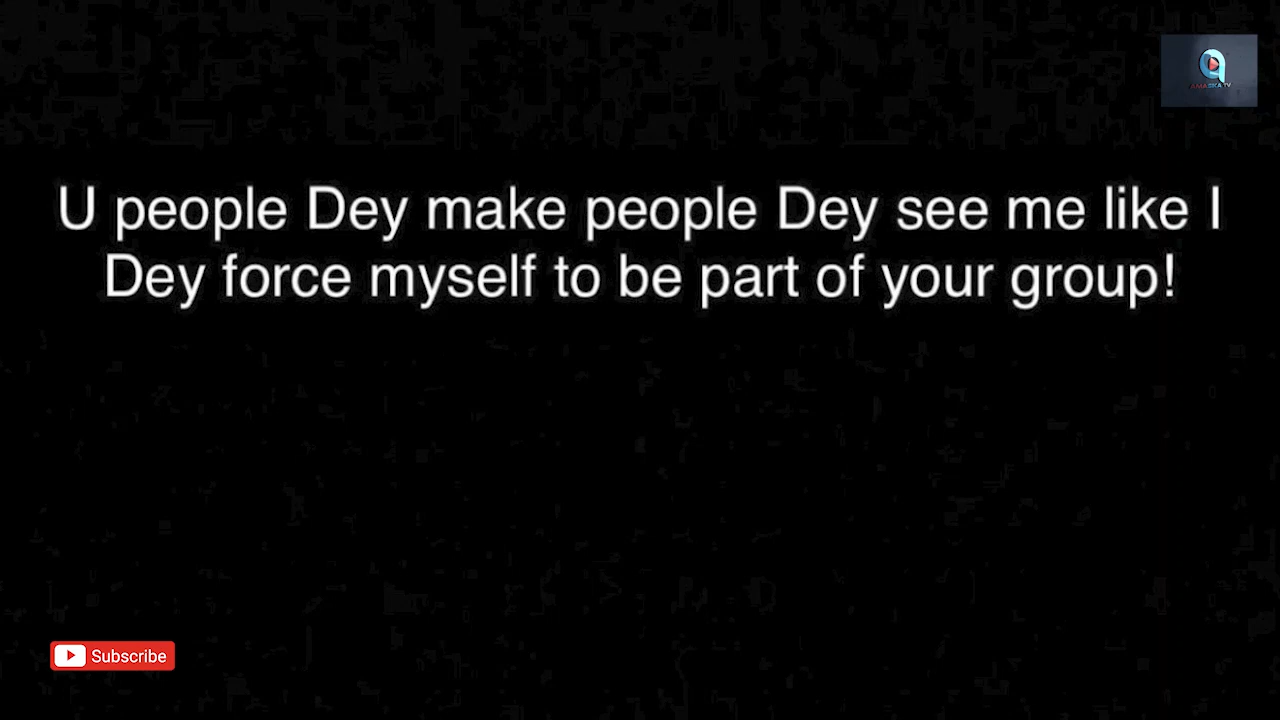 U people Dey make people Dey see me like I
Dey force myself to be part of your group!
Subscribe